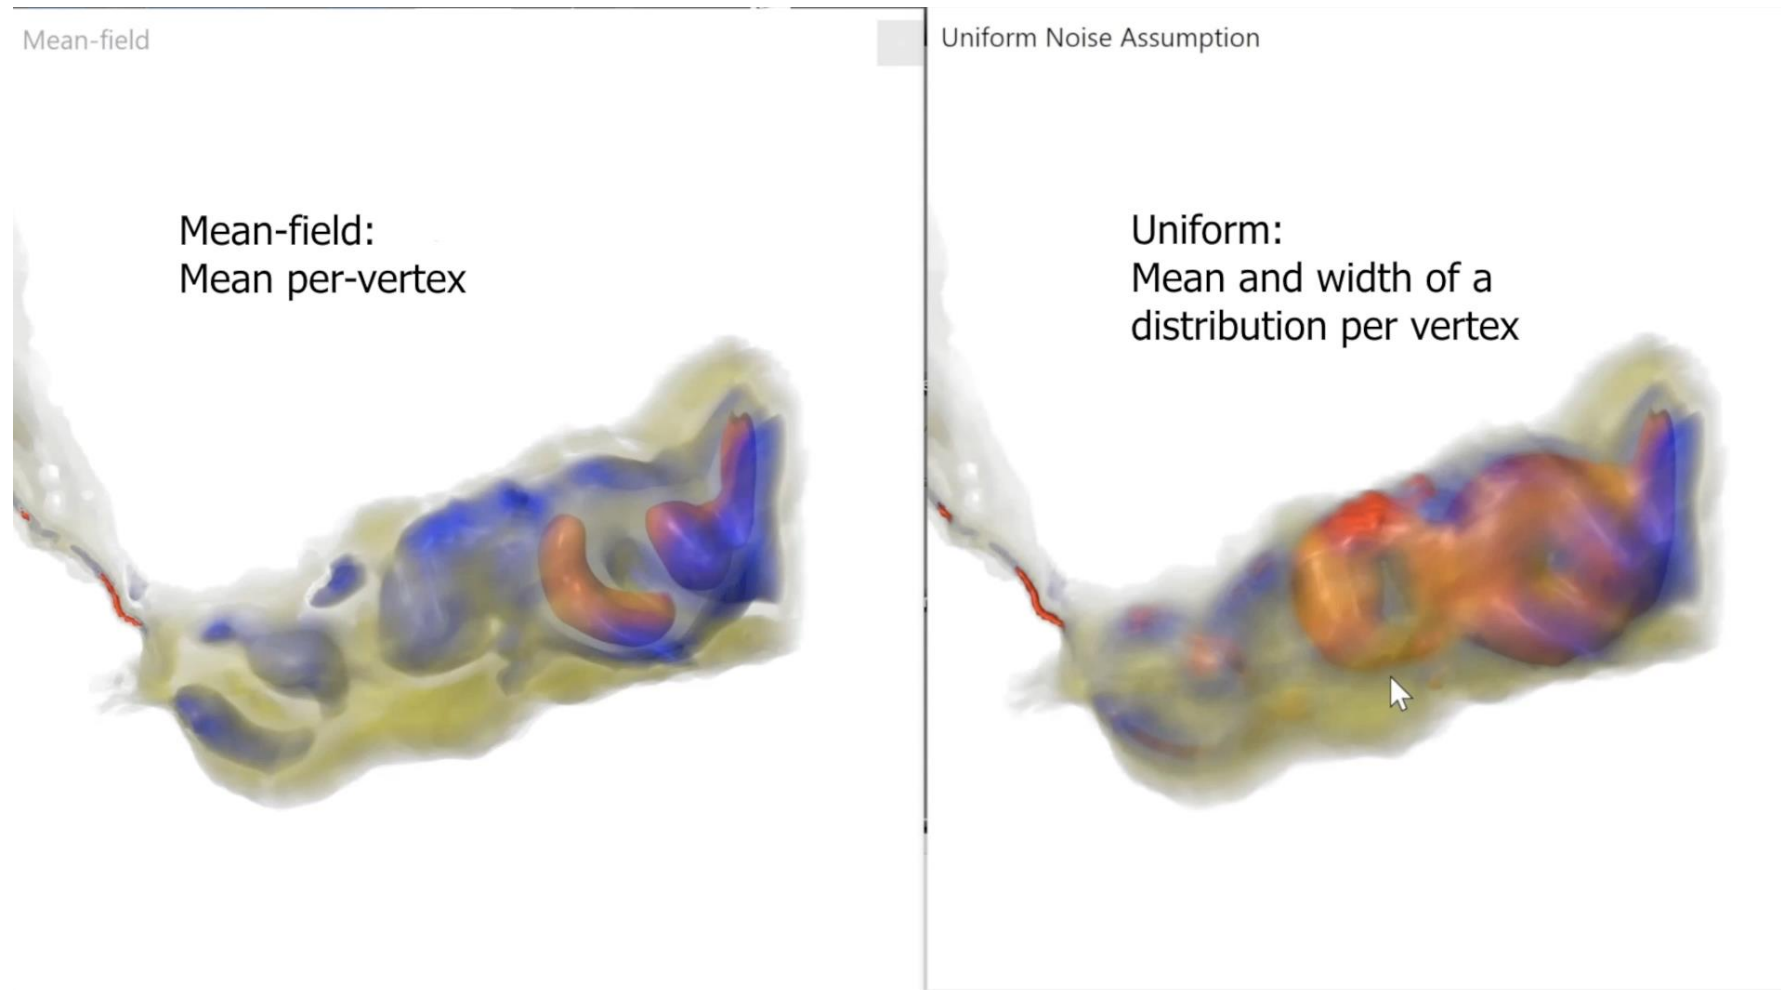 Mean-field
Mean-field:
Mean per-vertex
Uniform Noise Assumption
Uniform:
Mean and width of a
distribution per vertex